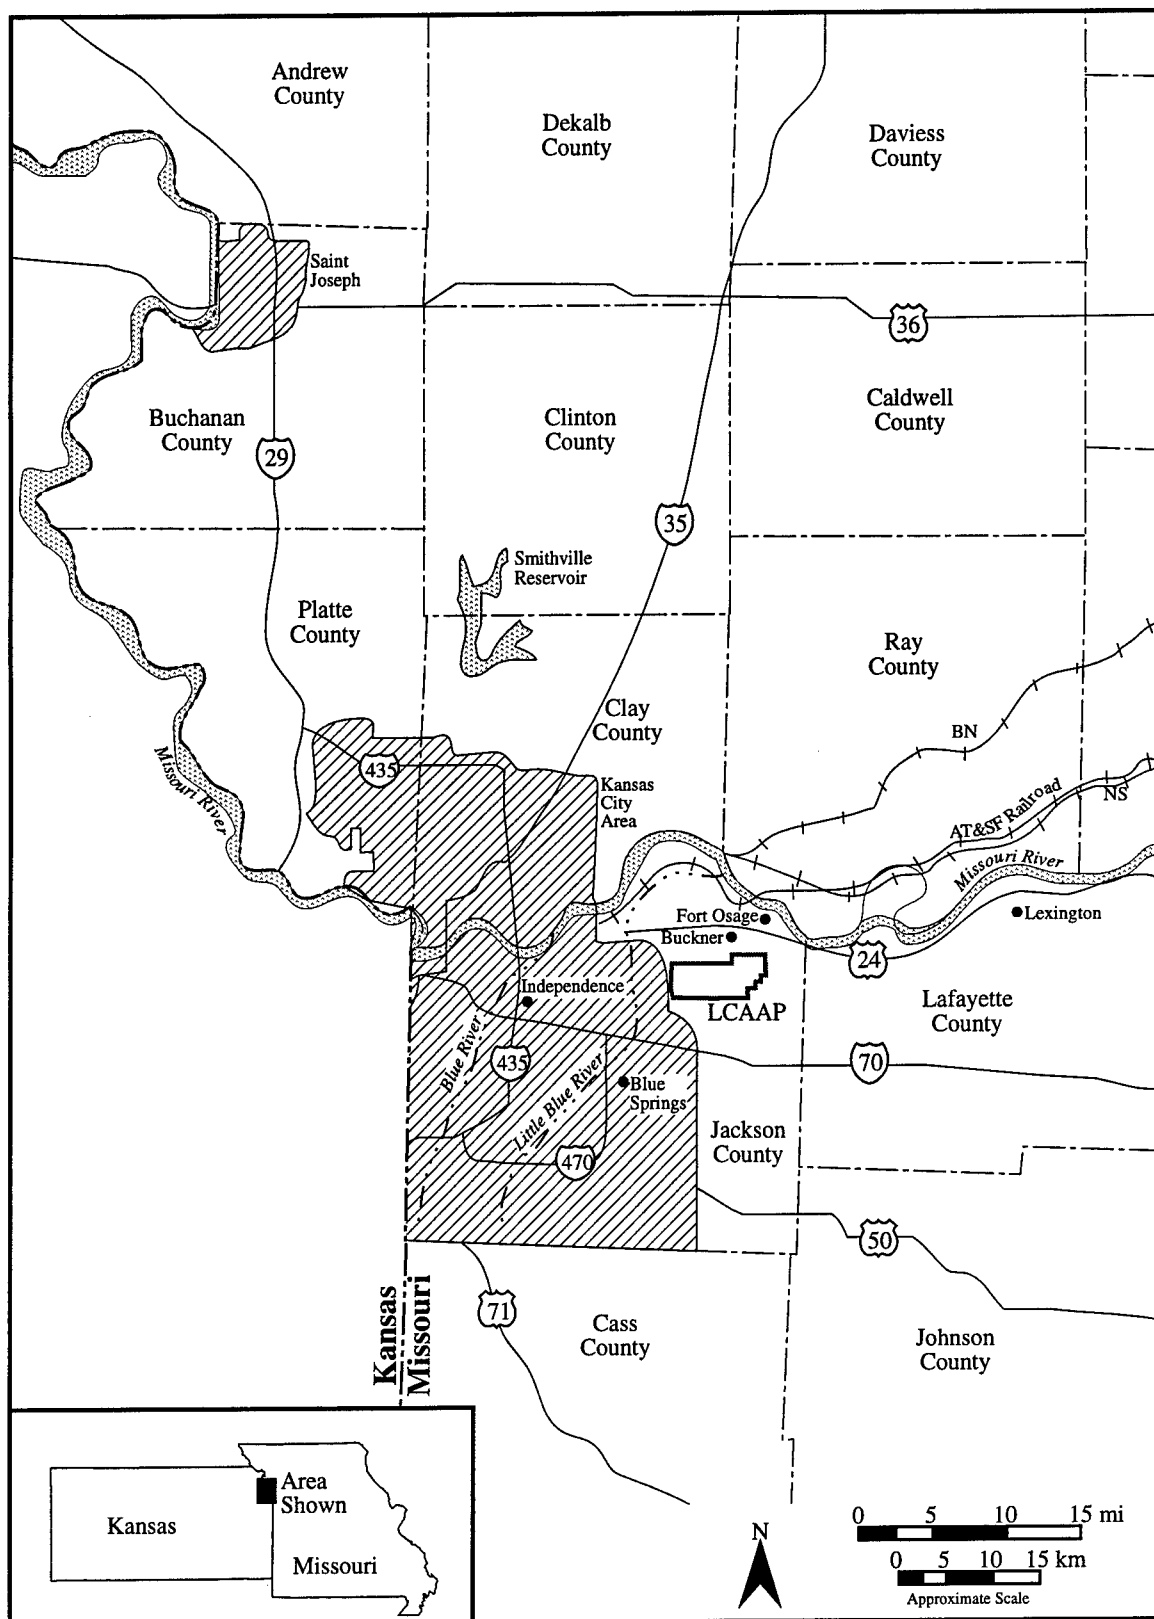 Andrew
County
Dekalb
County
Daviess
County
Saint
Joseph
36
Buchanan
County
Clinton
County
Caldwell
County
29
35
Smithville
Reservoir
Platte
County
Ray
County
Clay
County
BN
Missouri River
435
Kansas
City
Area
AT&SF Railroad
NS
Missouri River
Fort Osage
Lexington
Buckner
24
Independence
LCAAP
Lafayette
County
Blue River
435
70
Little Blue River
Blue
Springs
Jackson
County
470
50
Kansas
Missouri
71
Cass
County
Johnson
County
Area
Shown
Kansas
Missouri
N
0 5 10 15 mi
0 5 10 15 km
Approximate Scale